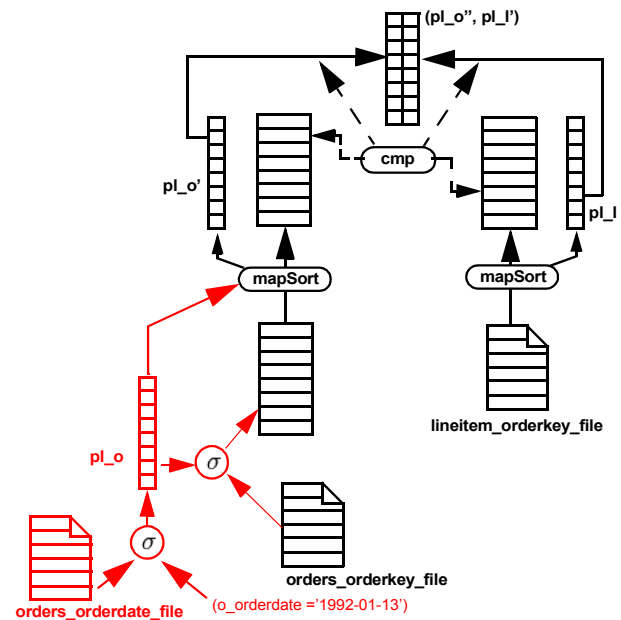 (pl_o’’, pl_l’)
cmp
pl_o’
pl_l
mapSort
mapSort
lineitem_orderkey_file
pl_o
σ
σ
orders_orderkey_file
orders_orderdate_file
(o_orderdate =’1992-01-13’)